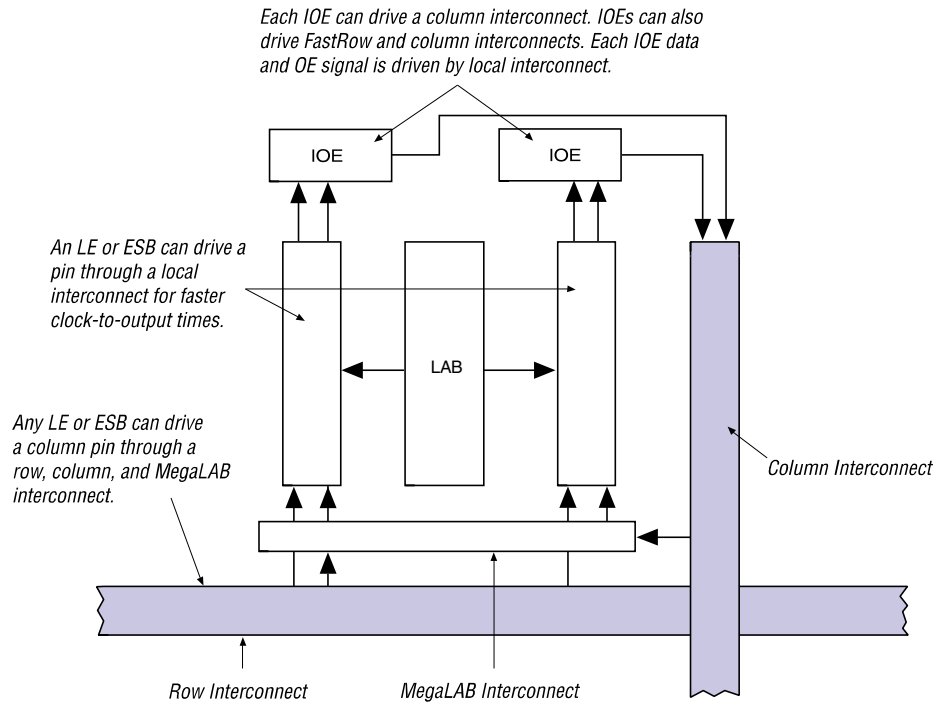 Each IOE can drive a column interconnect. IOEs can also
drive FastRow and column interconnects. Each IOE data
and OE signal is driven by local interconnect.
IOE
IOE
An LE or ESB can drive a
pin through a local
interconnect for faster
clock-to-output times.
LAB
Any LE or ESB can drive
a column pin through a
row, column, and MegaLAB
interconnect.
Column Interconnect
Row Interconnect
MegaLAB Interconnect